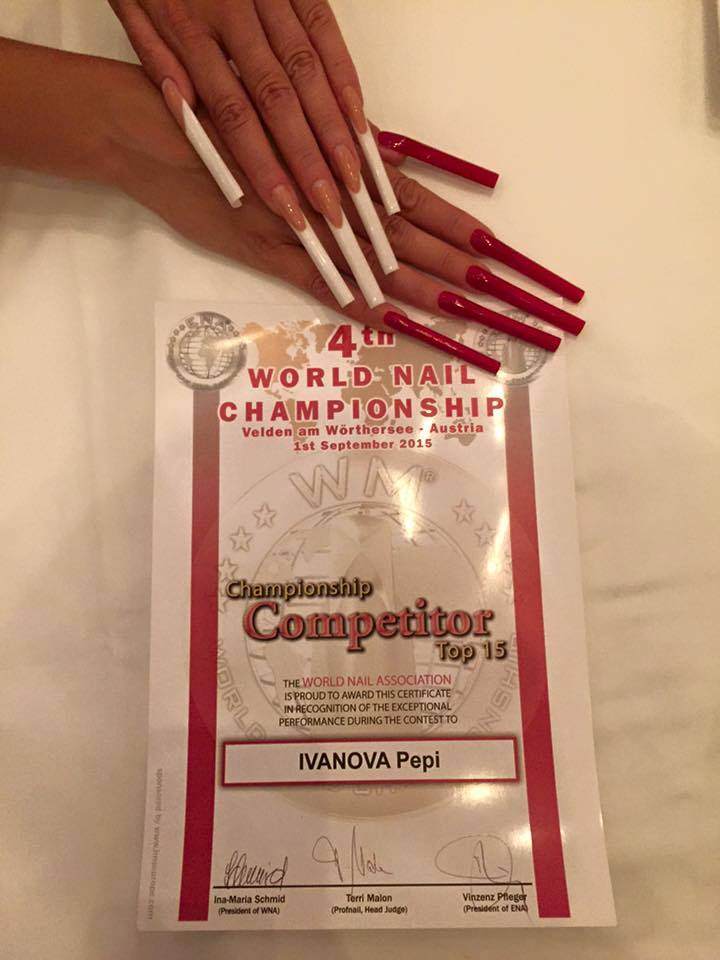 4th
WORLD NAIL
CHAMPIONSHIP
Velden am Wörthersee - Austria
1st September 2015
WM®
Championship
Competitor
Top 15
THE WORLD NAIL ASSOCIATION
IS PROUD TO AWARD THIS CERTIFICATE
IN RECOGNITION OF THE EXCEPTIONAL
PERFORMANCE DURING THE CONTEST TO
IVANOVA Pepi
Ina-Maria Schmid
(President of WNA)
Terri Malon
(Profnail, Head Judge)
Vinzenz Pfleger
(President of ENA)
sponsored by